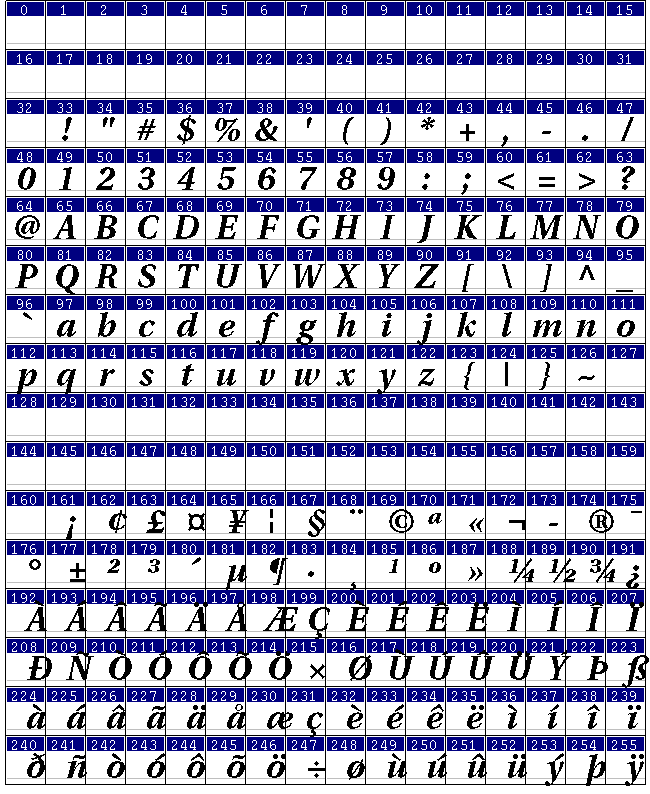 0 1 2 3 4 5 6 7 8 9 10 11 12 13 14 15
16 17 18 19 20 21 22 23 24 25 26 27 28 29 30 31
32 33 34 35 36 37 38 39 40 41 42 43 44 45 46 47
! " # $ % & ' ( ) * + , - . /
48 49 50 51 52 53 54 55 56 57 58 59 60 61 62 63
0 1 2 3 4 5 6 7 8 9 : ; < = > ?
64 65 66 67 68 69 70 71 72 73 74 75 76 77 78 79
@ A B C D E F G H I J K L M N O
80 81 82 83 84 85 86 87 88 89 90 91 92 93 94 95
P Q R S T U V W X Y Z [ \ ] ^ _
96 97 98 99 100 101 102 103 104 105 106 107 108 109 110 111
` a b c d e f g h i j k l m n o
112 113 114 115 116 117 118 119 120 121 122 123 124 125 126 127
p q r s t u v w x y z { | } ~
128 129 130 131 132 133 134 135 136 137 138 139 140 141 142 143
144 145 146 147 148 149 150 151 152 153 154 155 156 157 158 159
160 161 162 163 164 165 166 167 168 169 170 171 172 173 174 175
¡ ¢ £ ¤ ¥ ¦ § ¨ © ª « ¬ - ® ¯
176 177 178 179 180 181 182 183 184 185 186 187 188 189 190 191
° ± ² ³ ´ µ ¶ · ¸ ¹ º » ¼ ½ ¾ ¿
192 193 194 195 196 197 198 199 200 201 202 203 204 205 206 207
À Á Â Ã Ä Å Æ Ç È É Ê Ë Ì Í Î Ï
208 209 210 211 212 213 214 215 216 217 218 219 220 221 222 223
Ð Ñ Ò Ó Ô Õ Ö × Ø Ù Ú Û Ü Ý Þ ß
224 225 226 227 228 229 230 231 232 233 234 235 236 237 238 239
à á â ã ä å æ ç è é ê ë ì í î ï
240 241 242 243 244 245 246 247 248 249 250 251 252 253 254 255
ð ñ ò ó ô õ ö ÷ ø ù ú û ü ý þ ÿ